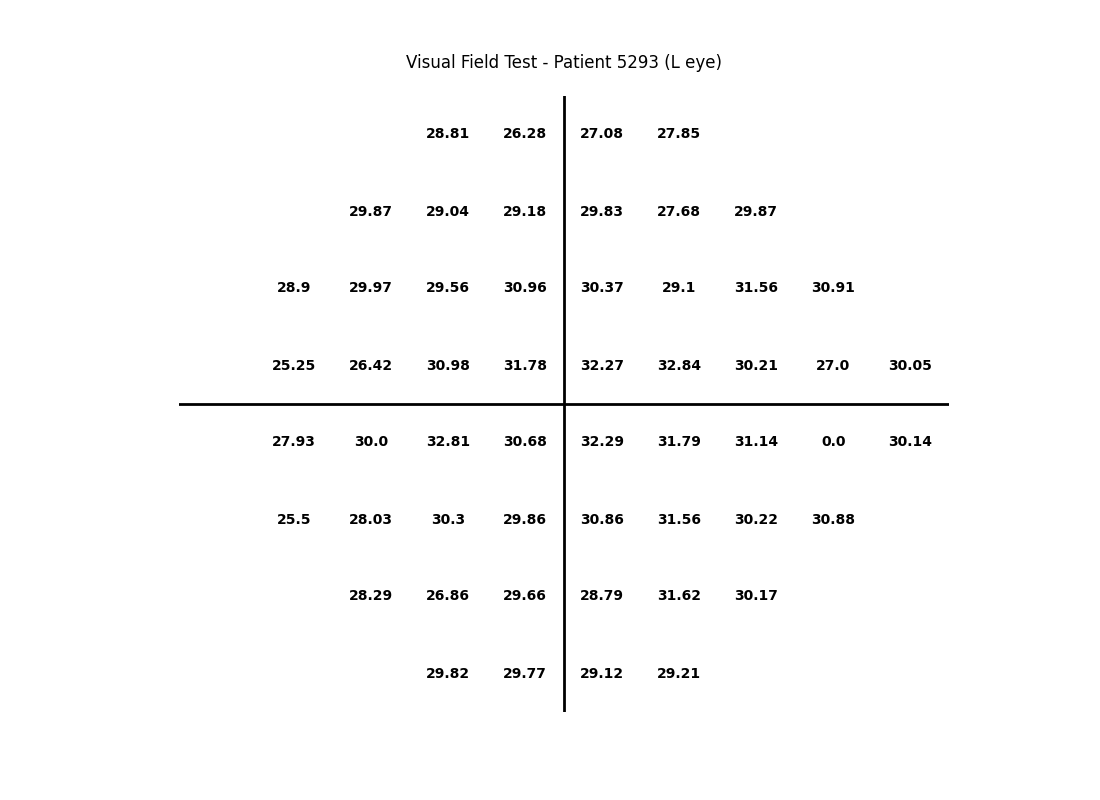 Visual Field Test - Patient 5293 (L eye)
28.81 26.28 27.08 27.85
29.87 29.04 29.18 29.83 27.68 29.87
28.9 29.97 29.56 30.96 30.37 29.1 31.56 30.91
25.25 26.42 30.98 31.78 32.27 32.84 30.21 27.0 30.05
27.93 30.0 32.81 30.68 32.29 31.79 31.14 0.0 30.14
25.5 28.03 30.3 29.86 30.86 31.56 30.22 30.88
28.29 26.86 29.66 28.79 31.62 30.17
29.82 29.77 29.12 29.21